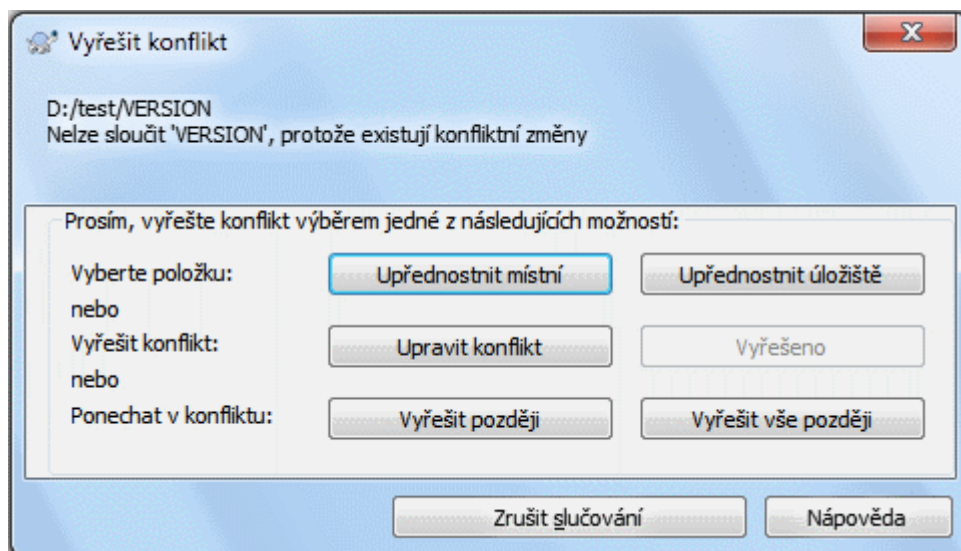 Vyřešit konflikt
D:/test/VERSION
Nelze sloučit 'VERSION', protože existují konfliktní změny
Prosím, vyřešte konflikt výběrem jedné z následujících možností:
Vyberte položku: Upřednostnit místní Upřednostnit úložiště
nebo
Vyřešit konflikt: Upravit konflikt Vyřešeno
nebo
Ponechat v konfliktu: Vyřešit později Vyřešit vše později
Zrušit slučování Nápověda